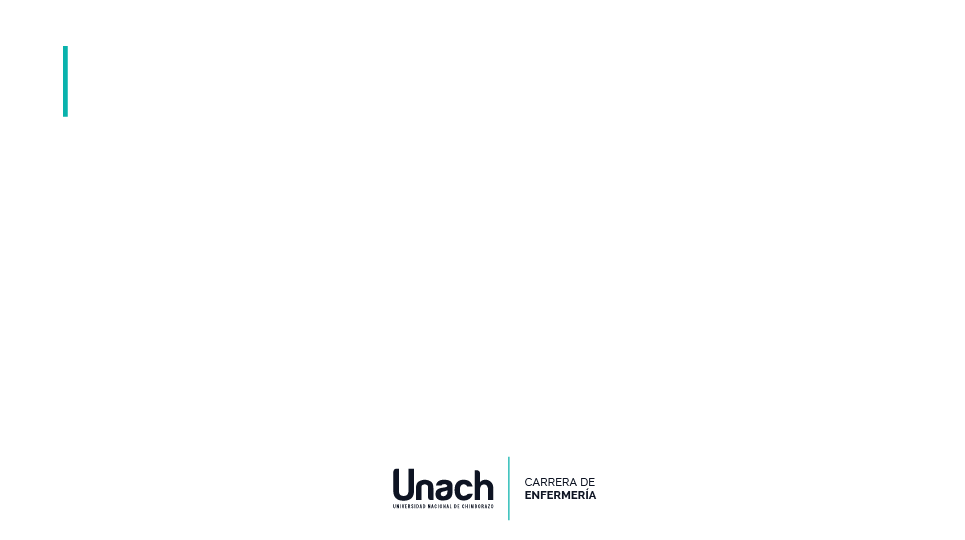 Unach
UNIVERSIDAD NACIONAL DE CHIMBORAZO
CARRERA DE
ENFERMERÍA